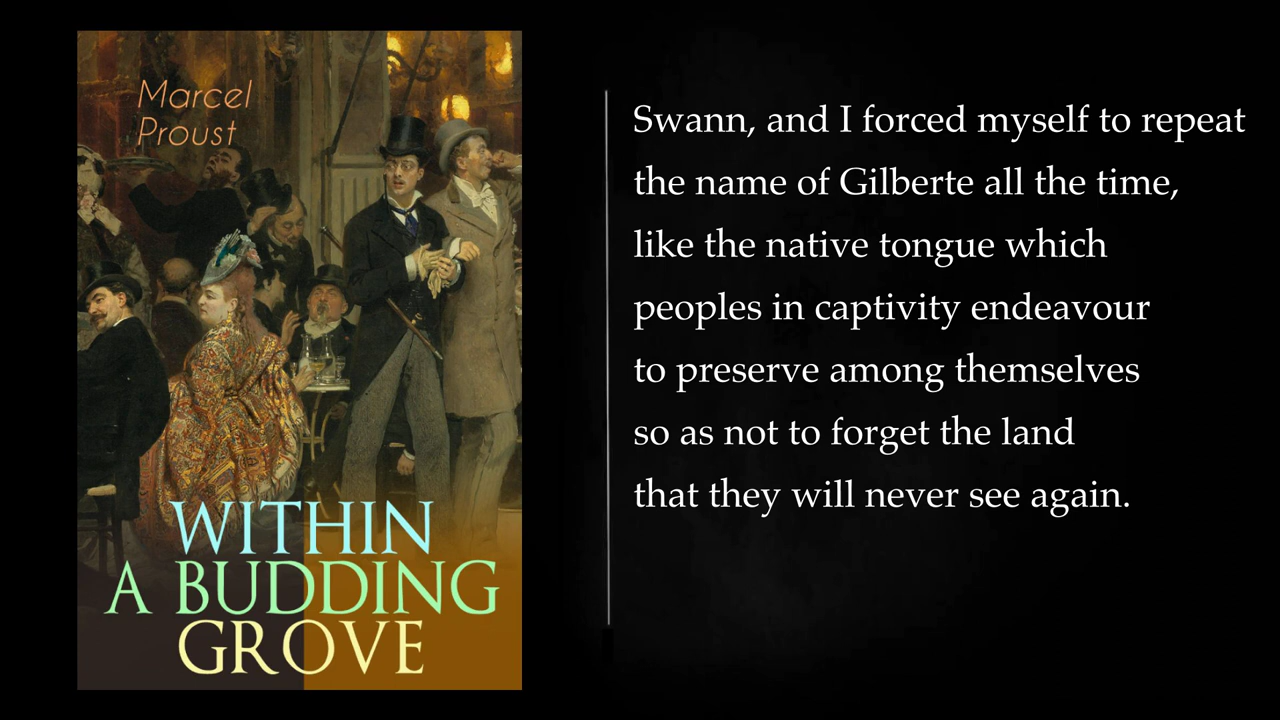 Marcel
Proust
WITHIN
A BUDDING
GROVE
Swann, and I forced myself to repeat
the name of Gilberte all the time,
like the native tongue which
peoples in captivity endeavour
to preserve among themselves
so as not to forget the land
that they will never see again.